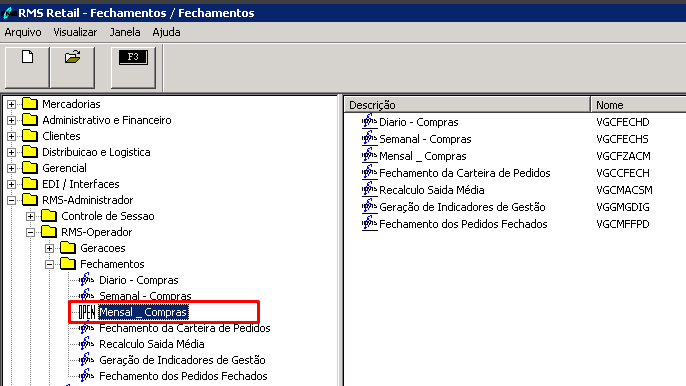 RMS Retail - Fechamentos / Fechamentos
Arquivo Visualizar Janela Ajuda
F3
Mercadorias
Administrativo e Financeiro
Clientes
Distribuicao e Logistica
Gerencial
EDI / Interfaces
RMS-Administrador
Controle de Sessao
RMS-Operador
Geracoes
Fechamentos
Diario - Compras
Semanal - Compras
OPEN Mensal _ Compras
Fechamento da Carteira de Pedidos
Recalculo Saida Média
Geração de Indicadores de Gestão
Fechamento dos Pedidos Fechados
Descrição Nome
Diario - Compras VGCFECHD
Semanal - Compras VGCFECHS
Mensal _ Compras VGCFZACM
Fechamento da Carteira de Pedidos VGCCFECH
Recalculo Saida Média VGCMACSM
Geração de Indicadores de Gestão VGGMGDIG
Fechamento dos Pedidos Fechados VGCMFFPD